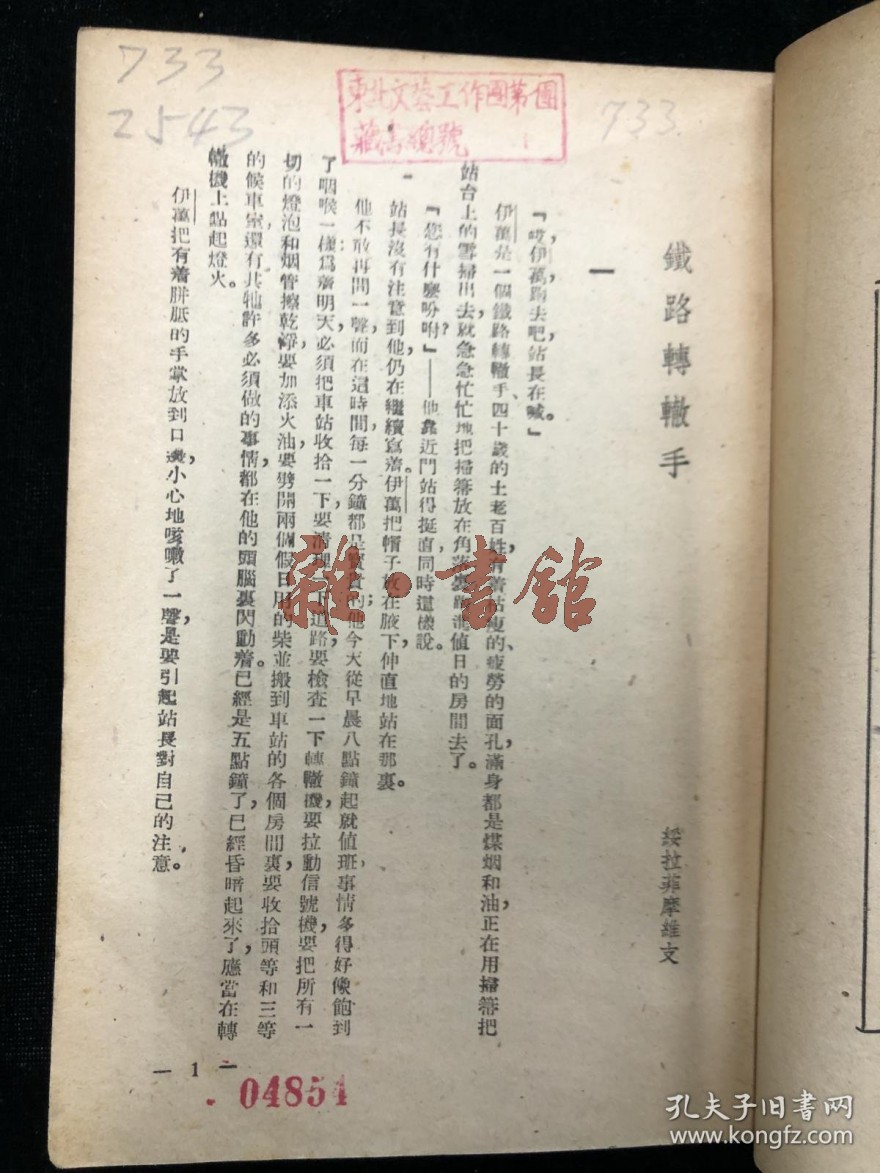 733
2543
733
東北文藝工作團第 團
藏書總號
鐵路轉轍手
綏拉菲摩維支
一
「哎,伊萬,跑去吧,站長在喊。」
伊萬是一個鐵路轉轍手、四十歲的土老百姓,有着枯瘦的、疲勞的面孔,滿身都是煤烟和油,正在用掃箒把
站台上的雪掃出去,就急急忙忙地把掃箒放在角落裏,跑進值日的房間去了。
「您有什麼吩咐?」——他靠近門站得挺直,同時這樣說。
站長沒有注意到他,仍在繼續寫着。伊萬把帽子放在腋下,伸直地站在那裏。
他不敢再問一聲,而在這時間,每一分鐘都是寶貴的;他今天從早晨八點鐘起就值班,事情多得好像飽到
了咽喉一樣;爲着明天,必須把車站收拾一下,要清理一下道路,要檢查一下轉轍機,要拉動信號機,要把所有一
切的燈泡和烟管擦乾淨,要加添火油,要劈開兩個假日用的柴並搬到車站的各個房間裏,要收拾頭等和三等
的候車室,還有其牠許多必須做的事情,都在他的頭腦裏閃動着。已經是五點鐘了,已經昏暗起來了,應當在轉
轍機上點起燈火。
伊萬把有着胼胝的手掌放到口邊,小心地咳嗽了一聲,是要引起站長對自己的注意。
— 1 —
04854
雜·書館
孔夫子旧书网
www.kongfz.com